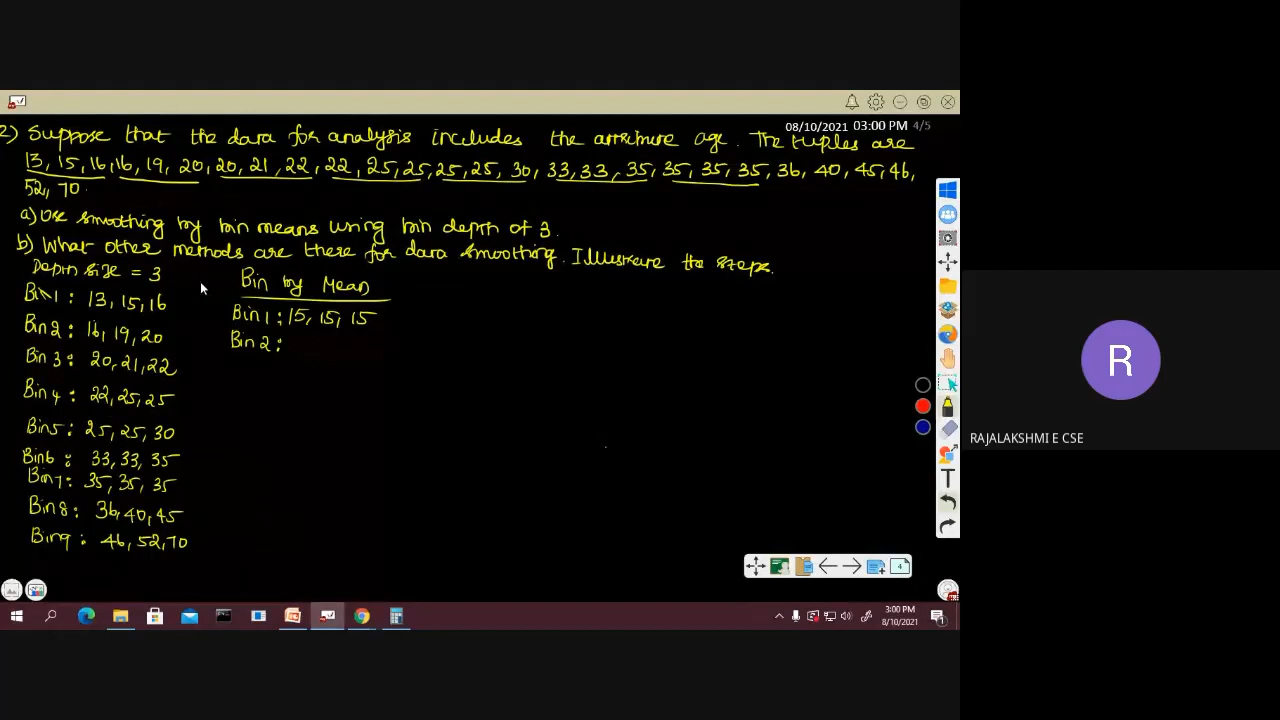 08/10/2021 03:00 PM 4/5
2) Suppose that the data for analysis includes the attribute age. The tuples are
13, 15, 16, 16, 19, 20, 20, 21, 22, 22, 25, 25, 25, 25, 30, 33, 33, 35, 35, 35, 35, 36, 40, 45, 46,
52, 70.
a) Use smoothing by bin means using bin depth of 3.
b) What other methods are there for data smoothing. Illustrate the steps.
Depth size = 3
Bin 1 : 13, 15, 16
Bin 2 : 16, 19, 20
Bin 3 : 20, 21, 22
Bin 4 : 22, 25, 25
Bin 5 : 25, 25, 30
Bin 6 : 33, 33, 35
Bin 7 : 35, 35, 35
Bin 8 : 36, 40, 45
Bin 9 : 46, 52, 70
Bin by Mean
Bin 1 : 15, 15, 15
Bin 2 :
T
4
R
RAJALAKSHMI E CSE
3:00 PM
8/10/2021
1